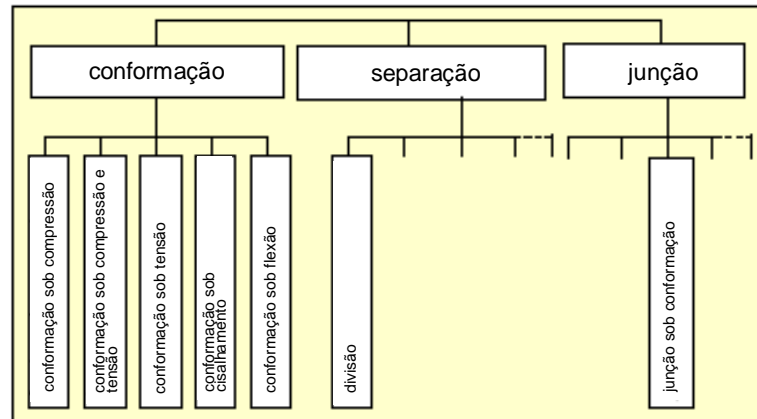 conformação
separação
junção
conformação sob compressão
conformação sob compressão e
tensão
conformação sob tensão
conformação sob
cisalhamento
conformação sob flexão
divisão
junção sob conformação